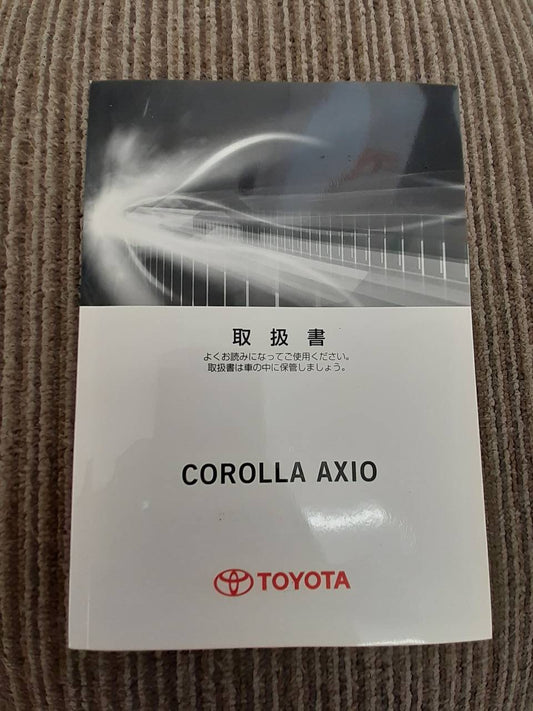 取扱書
よくお読みになってご使用ください。
取扱書は車の中に保管しましょう。
COROLLA AXIO
TOYOTA